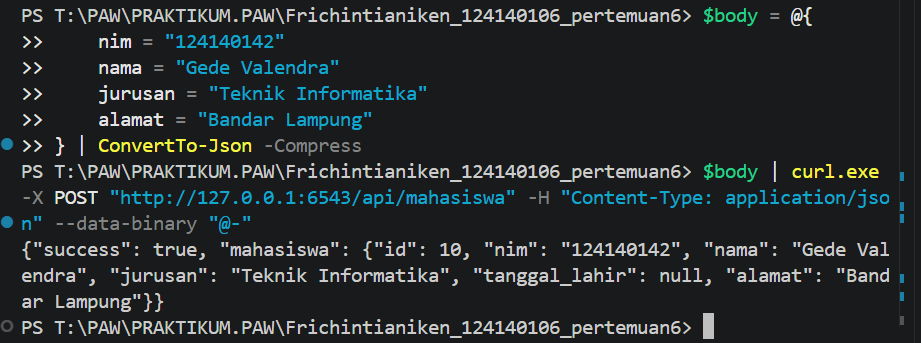 PS T:\PAW\PRAKTIKUM.PAW\Frichintianiken_124140106_pertemuan6> $body = @{
>>     nim = "124140142"
>>     nama = "Gede Valendra"
>>     jurusan = "Teknik Informatika"
>>     alamat = "Bandar Lampung"
>> } | ConvertTo-Json -Compress
PS T:\PAW\PRAKTIKUM.PAW\Frichintianiken_124140106_pertemuan6> $body | curl.exe
-X POST "http://127.0.0.1:6543/api/mahasiswa" -H "Content-Type: application/jso
n" --data-binary "@-"
{"success": true, "mahasiswa": {"id": 10, "nim": "124140142", "nama": "Gede Val
endra", "jurusan": "Teknik Informatika", "tanggal_lahir": null, "alamat": "Band
ar Lampung"}}
PS T:\PAW\PRAKTIKUM.PAW\Frichintianiken_124140106_pertemuan6>